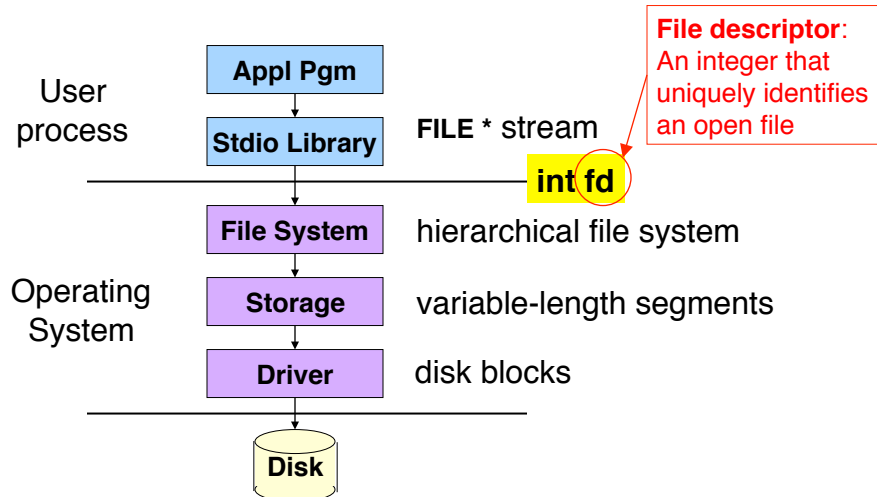 File descriptor:
An integer that
uniquely identifies
an open file
User
process
Appl Pgm
Stdio Library
FILE * stream
int fd
Operating
System
File System
hierarchical file system
Storage
variable-length segments
Driver
disk blocks
Disk